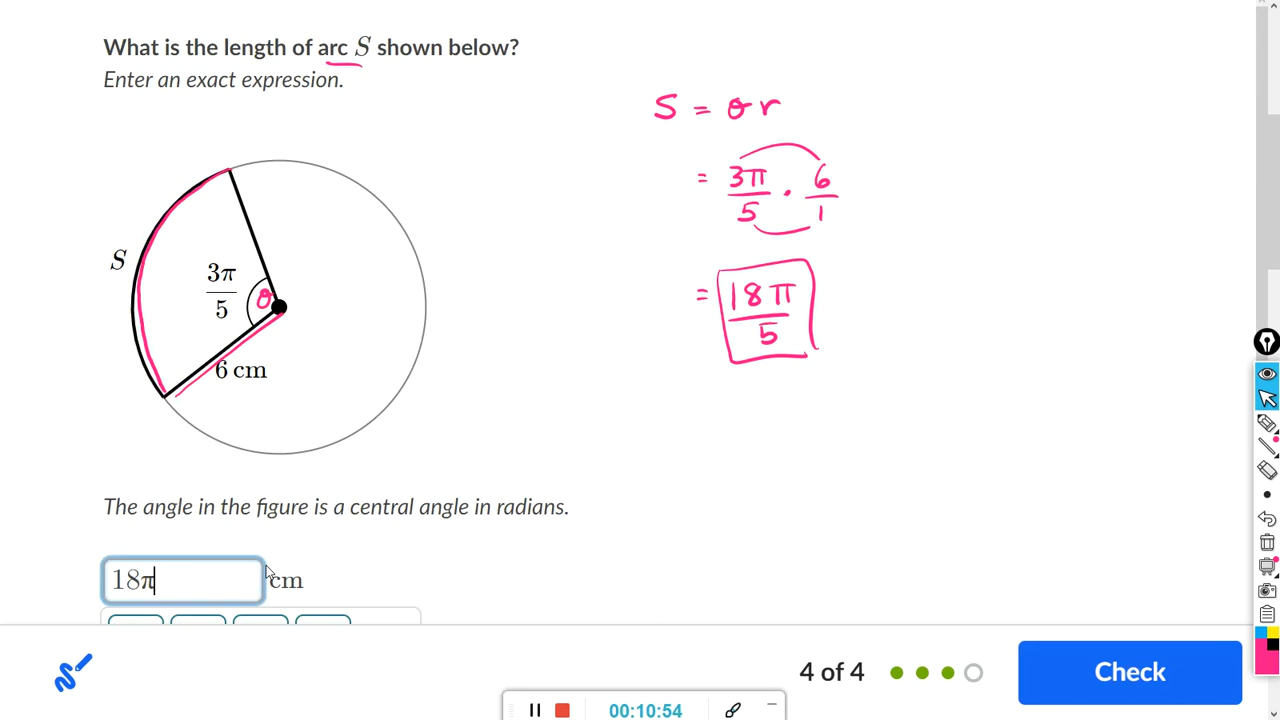 What is the length of arc S shown below?
Enter an exact expression.
S = θ r
= 3π/5 · 6/1
= 18π/5
S
3π/5
θ
6 cm
The angle in the figure is a central angle in radians.
18π cm
4 of 4
Check
00:10:54